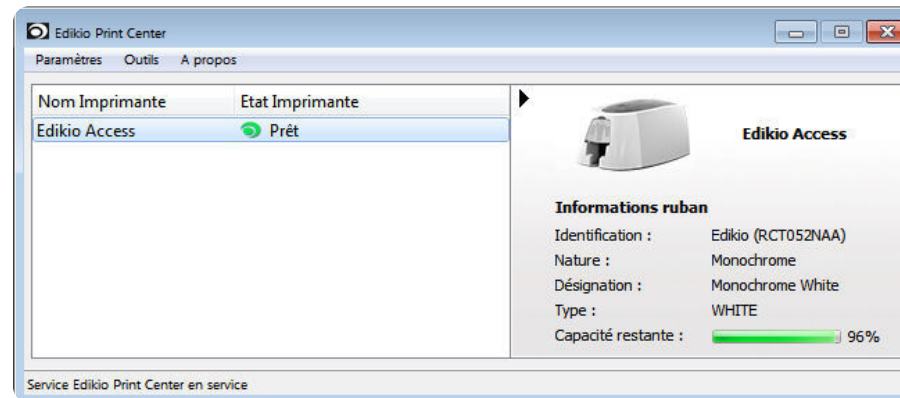 Edikio Print Center
Paramètres Outils A propos
Nom Imprimante Etat Imprimante
Edikio Access Prêt
Edikio Access
Informations ruban
Identification : Edikio (RCT052NAA)
Nature : Monochrome
Désignation : Monochrome White
Type : WHITE
Capacité restante : 96%
Service Edikio Print Center en service